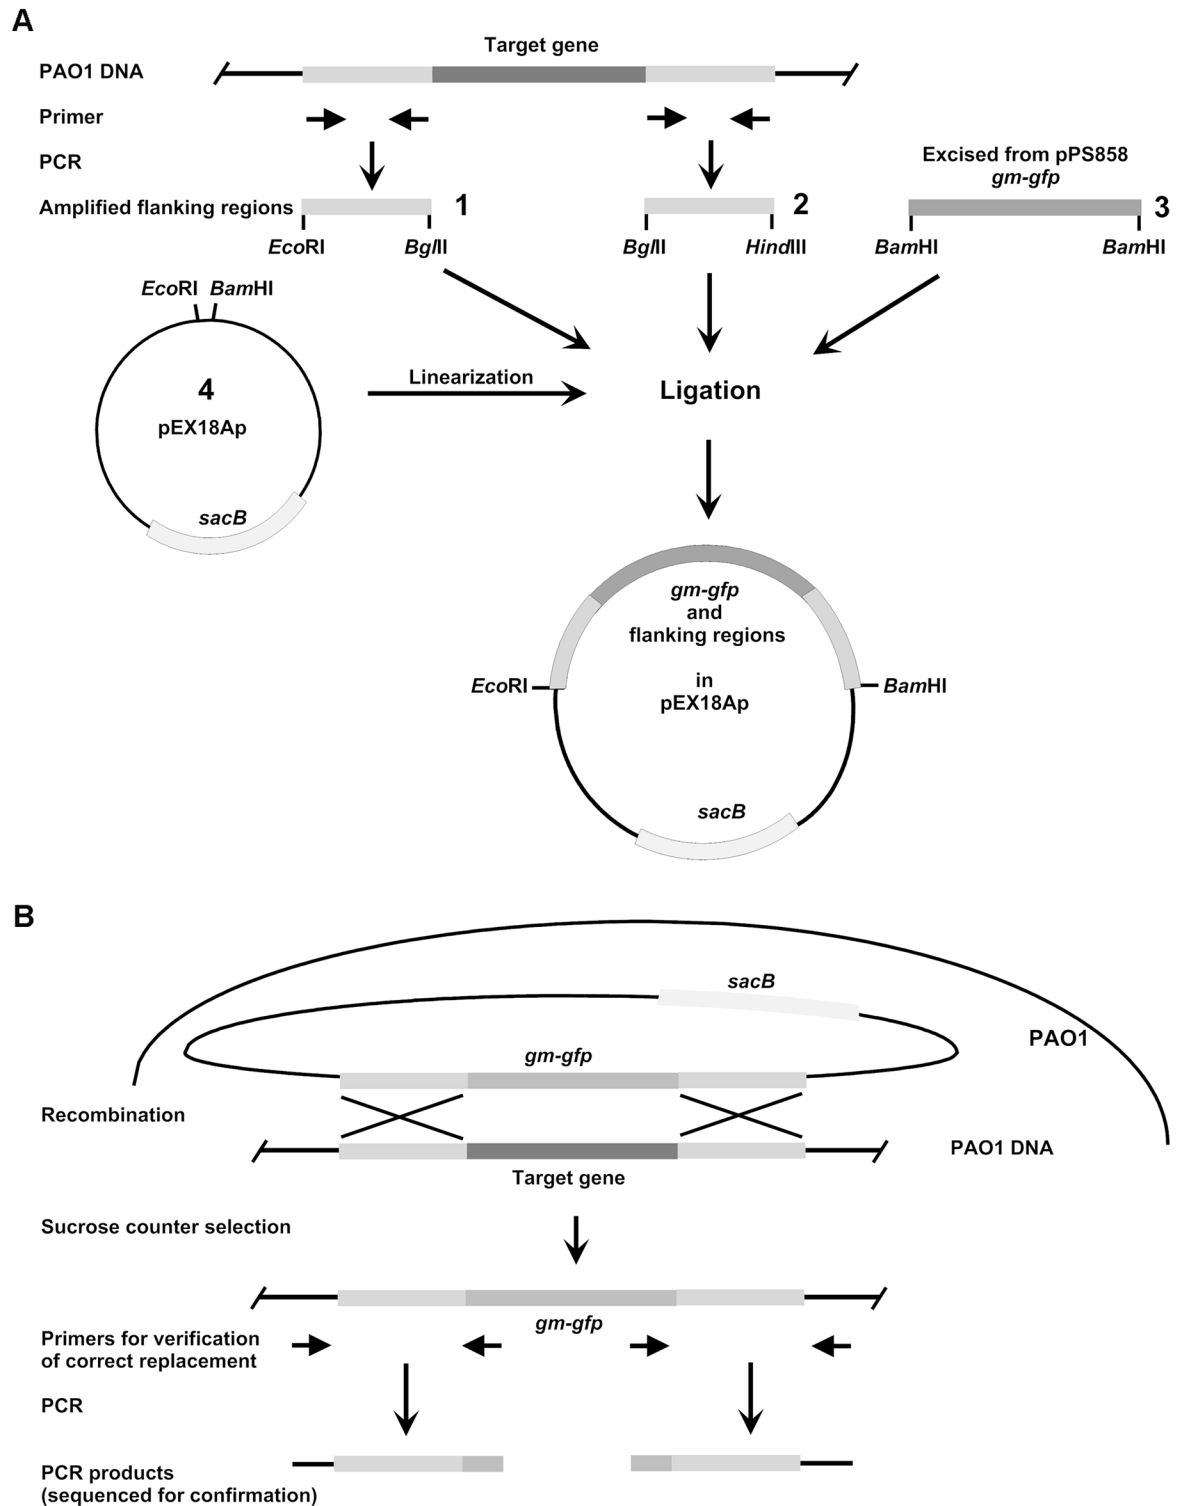 A
Target gene
PAO1 DNA
Primer
PCR
Excised from pPS858
gm-gfp
Amplified flanking regions
1
2
3
EcoRI
BglII
BglII
HindIII
BamHI
BamHI
EcoRI
BamHI
4
pEX18Ap
sacB
Linearization
Ligation
gm-gfp
and
flanking regions
in
pEX18Ap
EcoRI
BamHI
sacB
B
sacB
PAO1
gm-gfp
Recombination
PAO1 DNA
Target gene
Sucrose counter selection
gm-gfp
Primers for verification
of correct replacement
PCR
PCR products
(sequenced for confirmation)